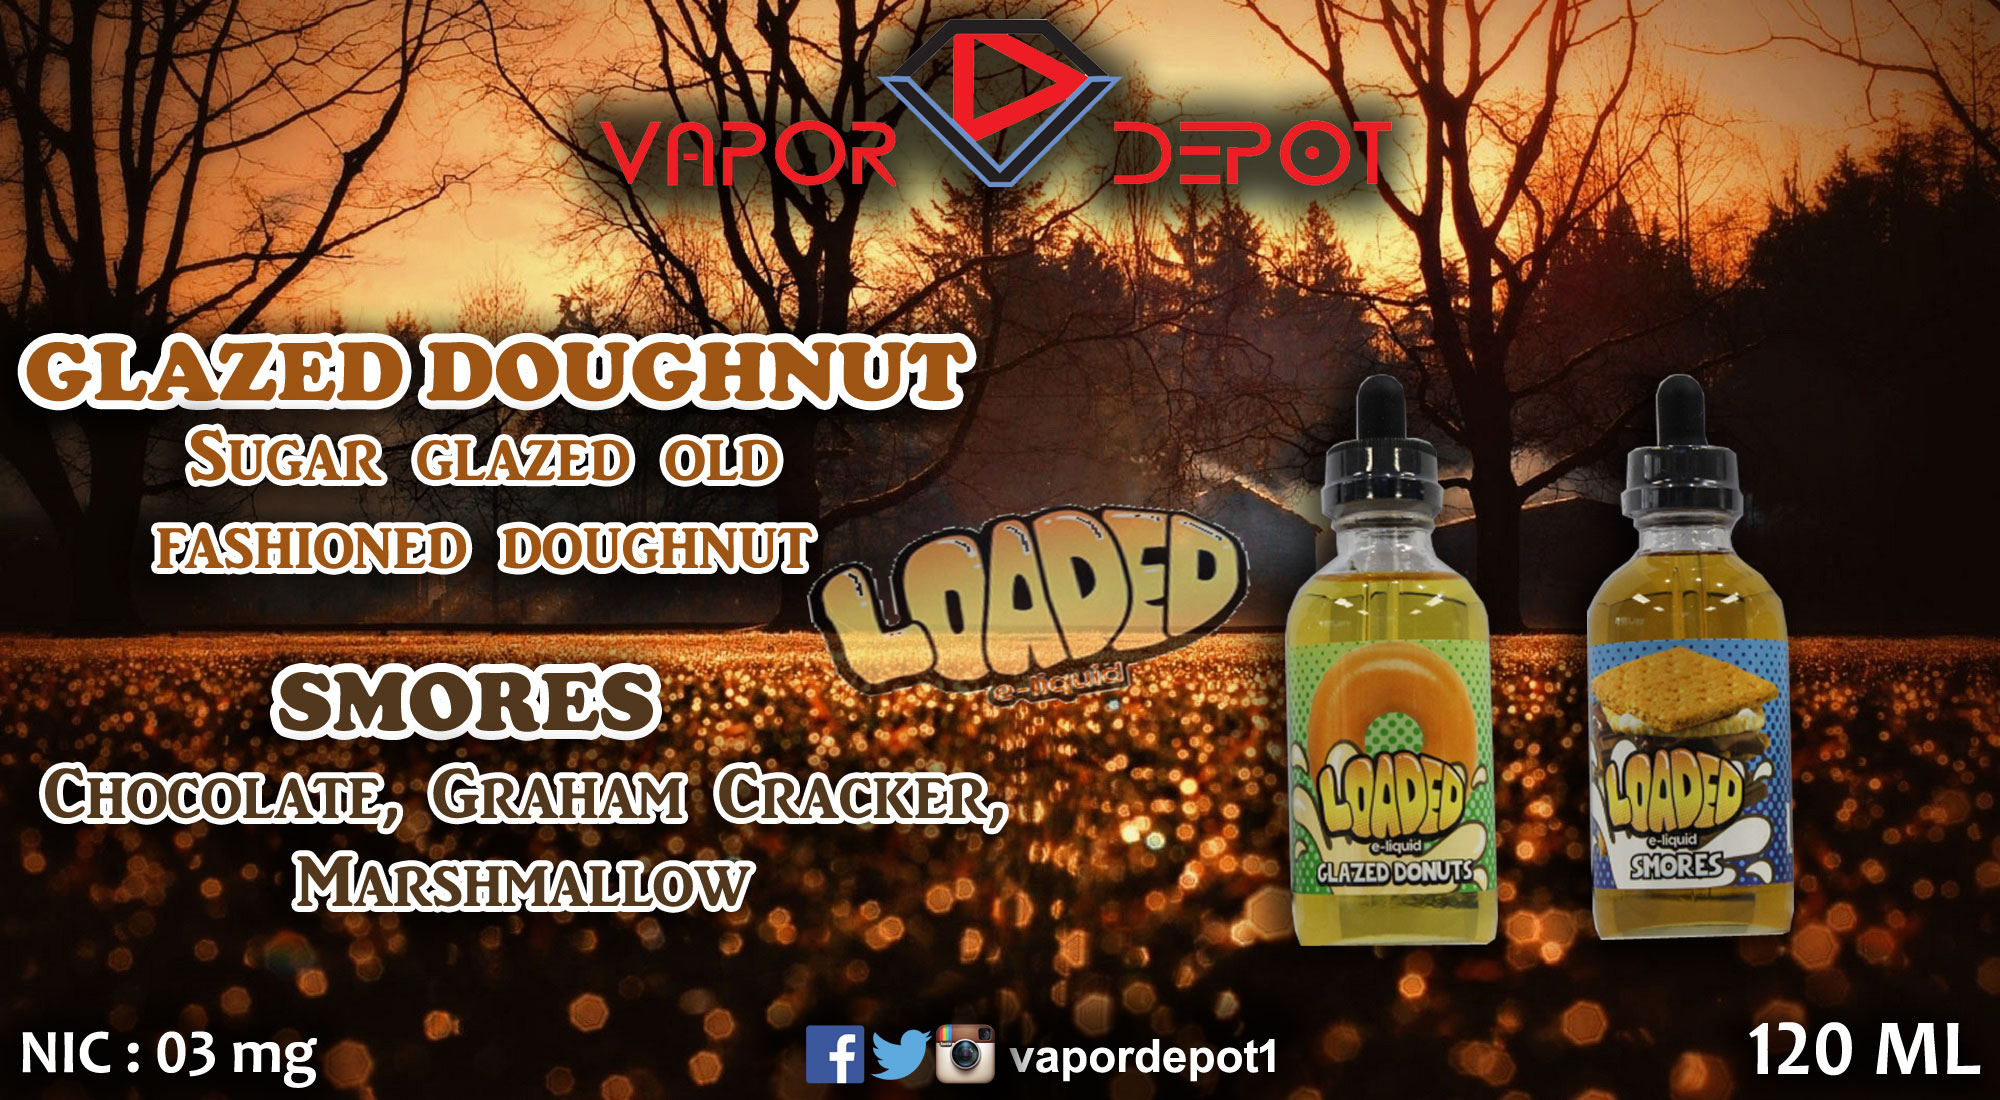 VAPOR DEPOT
GLAZED DOUGHNUT
SUGAR GLAZED OLD
FASHIONED DOUGHNUT
LOADED
e-liquid
SMORES
CHOCOLATE, GRAHAM CRACKER,
MARSHMALLOW
LOADED
e-liquid
GLAZED DONUTS
LOADED
e-liquid
SMORES
NIC : 03 mg
vapordepot1
120 ML